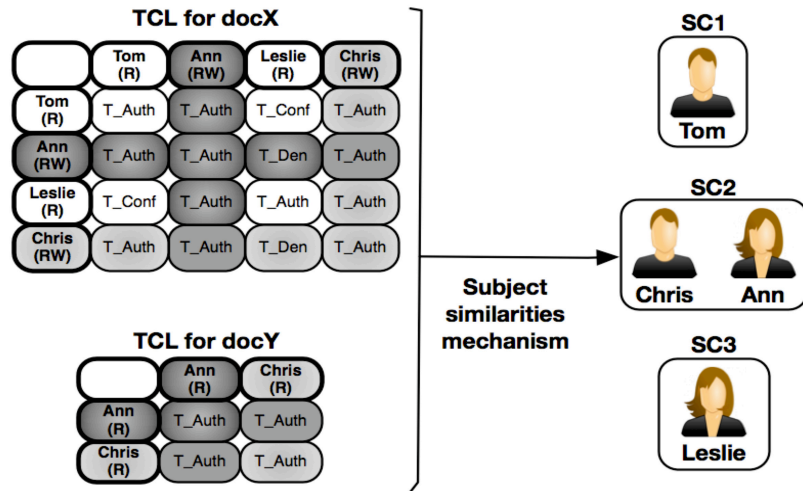 TCL for docX
Tom (R) Ann (RW) Leslie (R) Chris (RW)
Tom (R) T_Auth T_Auth T_Conf T_Auth
Ann (RW) T_Auth T_Auth T_Den T_Auth
Leslie (R) T_Conf T_Auth T_Auth T_Auth
Chris (RW) T_Auth T_Auth T_Den T_Auth
TCL for docY
Ann (R) Chris (R)
Ann (R) T_Auth T_Auth
Chris (R) T_Auth T_Auth
Subject
similarities
mechanism
SC1
Tom
SC2
Chris Ann
SC3
Leslie